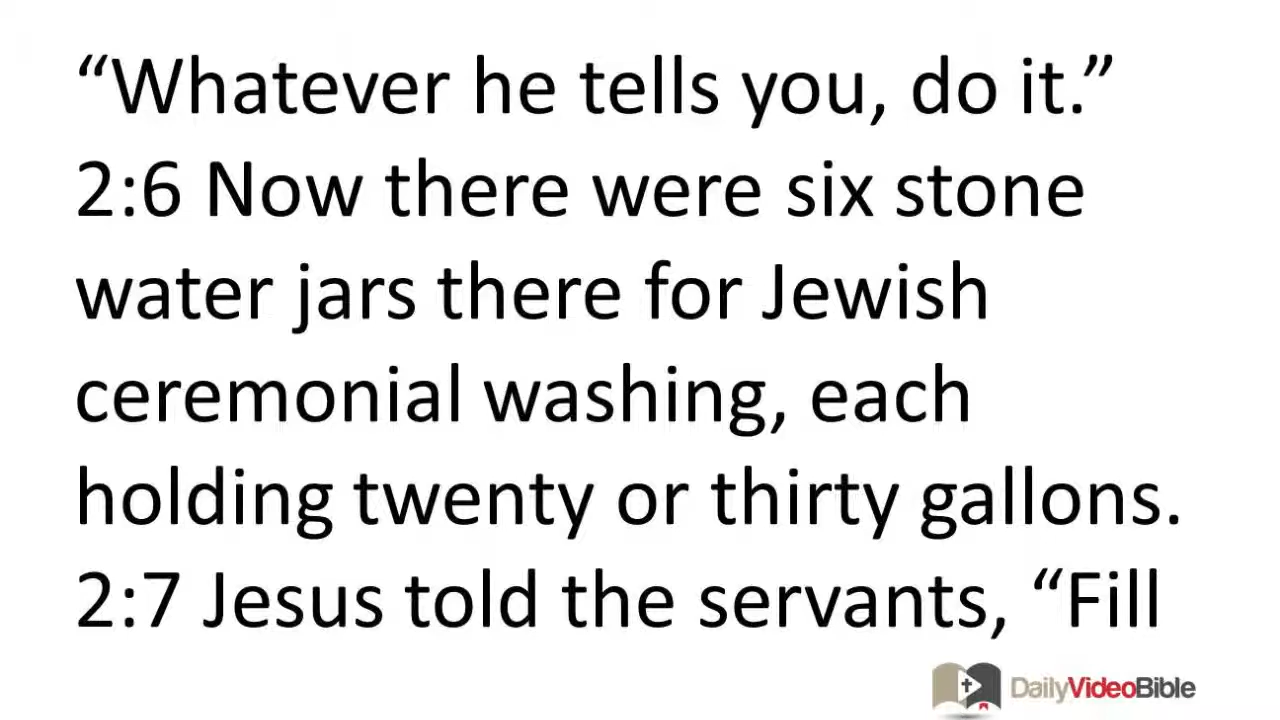 “Whatever he tells you, do it.”
2:6 Now there were six stone
water jars there for Jewish
ceremonial washing, each
holding twenty or thirty gallons.
2:7 Jesus told the servants, “Fill
DailyVideoBible